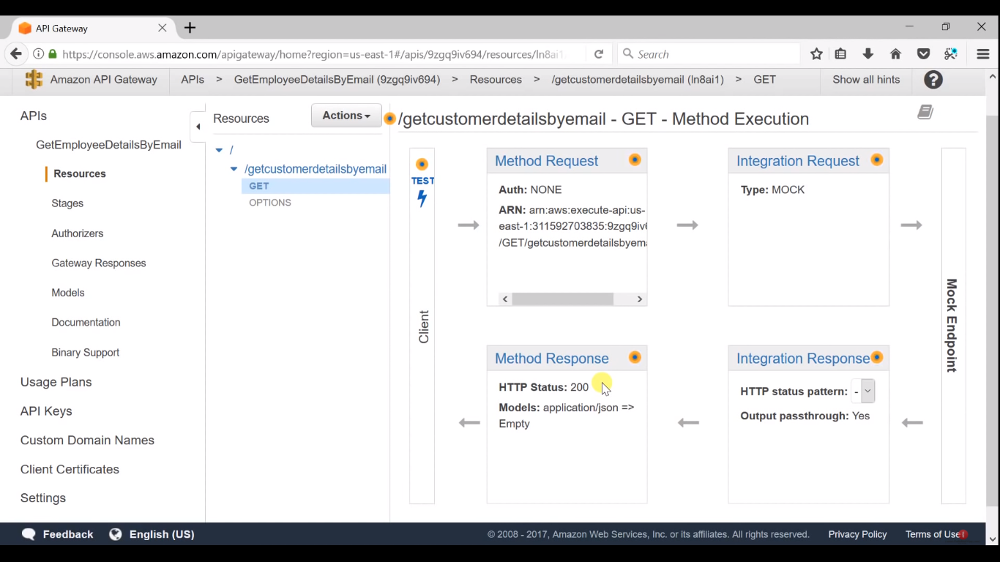 API Gateway
https://console.aws.amazon.com/apigateway/home?region=us-east-1#/apis/9zgq9iv694/resources/ln8ai1
Search
Amazon API Gateway
APIs > GetEmployeeDetailsByEmail (9zgq9iv694) > Resources > /getcustomerdetailsbyemail (ln8ai1) > GET
Show all hints
?
APIs
GetEmployeeDetailsByEmail
Resources
Stages
Authorizers
Gateway Responses
Models
Documentation
Binary Support
Usage Plans
API Keys
Custom Domain Names
Client Certificates
Settings
Resources
Actions
/
/getcustomerdetailsbyemail
GET
OPTIONS
/getcustomerdetailsbyemail - GET - Method Execution
TEST
Client
Method Request
Auth: NONE
ARN: arn:aws:execute-api:us-
east-1:311592703835:9zgq9iv6
/GET/getcustomerdetailsbyema
Integration Request
Type: MOCK
Mock Endpoint
Method Response
HTTP Status: 200
Models: application/json =>
Empty
Integration Response
HTTP status pattern: -
Output passthrough: Yes
Feedback
English (US)
© 2008 - 2017, Amazon Web Services, Inc. or its affiliates. All rights reserved.
Privacy Policy
Terms of Use